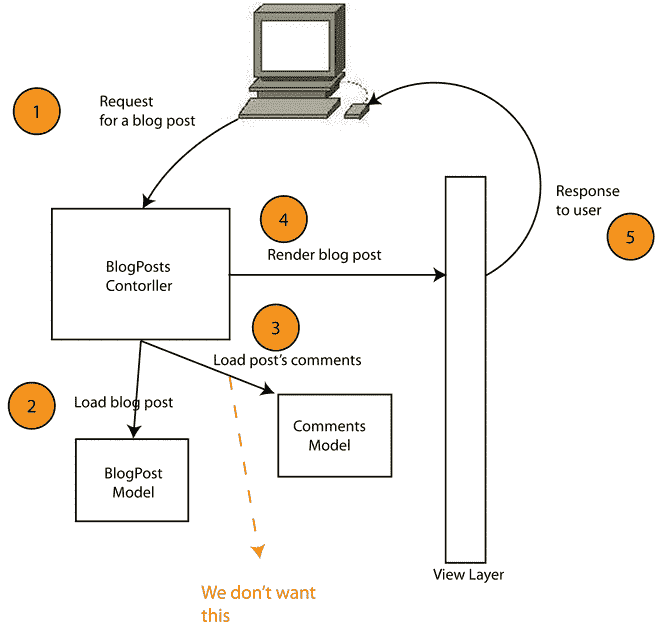 1
Request
for a blog post
4
Render blog post
Response
to user
5
BlogPosts
Contorller
3
Load post's comments
2
Load blog post
Comments
Model
BlogPost
Model
View Layer
We don't want
this